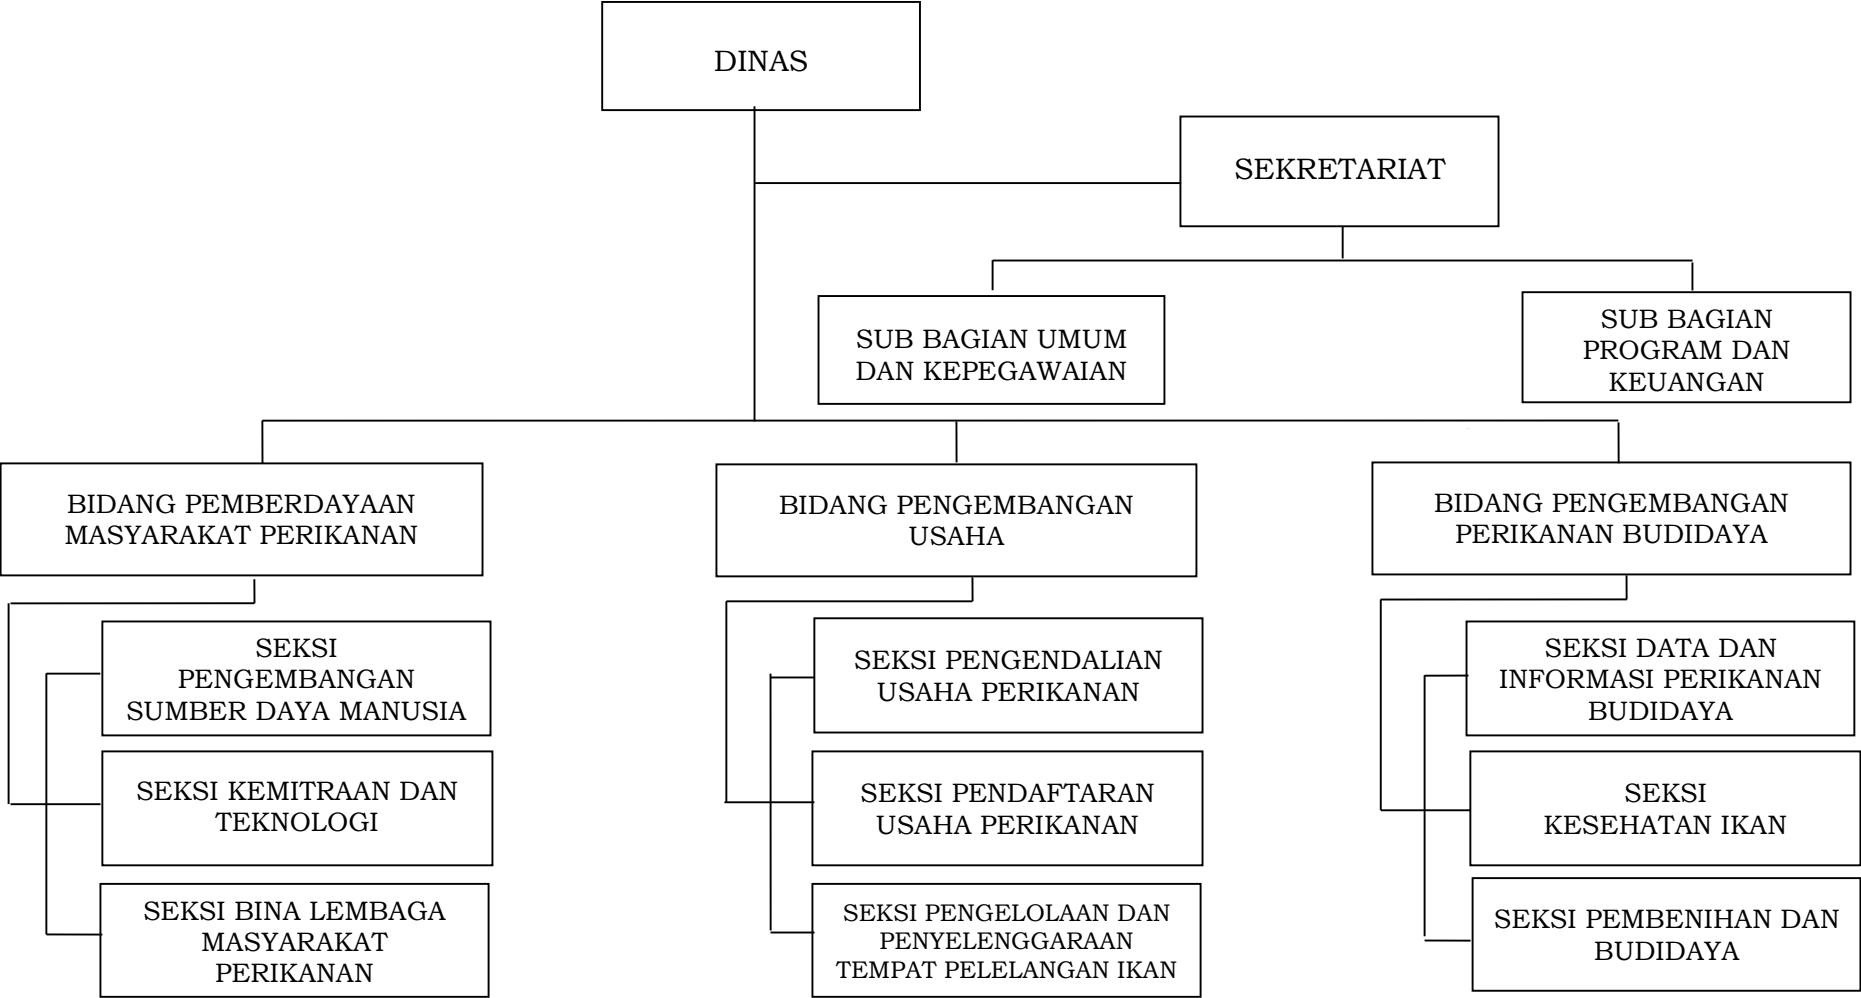 DINAS
SEKRETARIAT
SUB BAGIAN UMUM
DAN KEPEGAWAIAN
SUB BAGIAN
PROGRAM DAN
KEUANGAN
BIDANG PEMBERDAYAAN
MASYARAKAT PERIKANAN
BIDANG PENGEMBANGAN
USAHA
BIDANG PENGEMBANGAN
PERIKANAN BUDIDAYA
SEKSI
PENGEMBANGAN
SUMBER DAYA MANUSIA
SEKSI KEMITRAAN DAN
TEKNOLOGI
SEKSI BINA LEMBAGA
MASYARAKAT
PERIKANAN
SEKSI PENGENDALIAN
USAHA PERIKANAN
SEKSI PENDAFTARAN
USAHA PERIKANAN
SEKSI PENGELOLAAN DAN
PENYELENGGARAAN
TEMPAT PELELANGAN IKAN
SEKSI DATA DAN
INFORMASI PERIKANAN
BUDIDAYA
SEKSI
KESEHATAN IKAN
SEKSI PEMBENIHAN DAN
BUDIDAYA